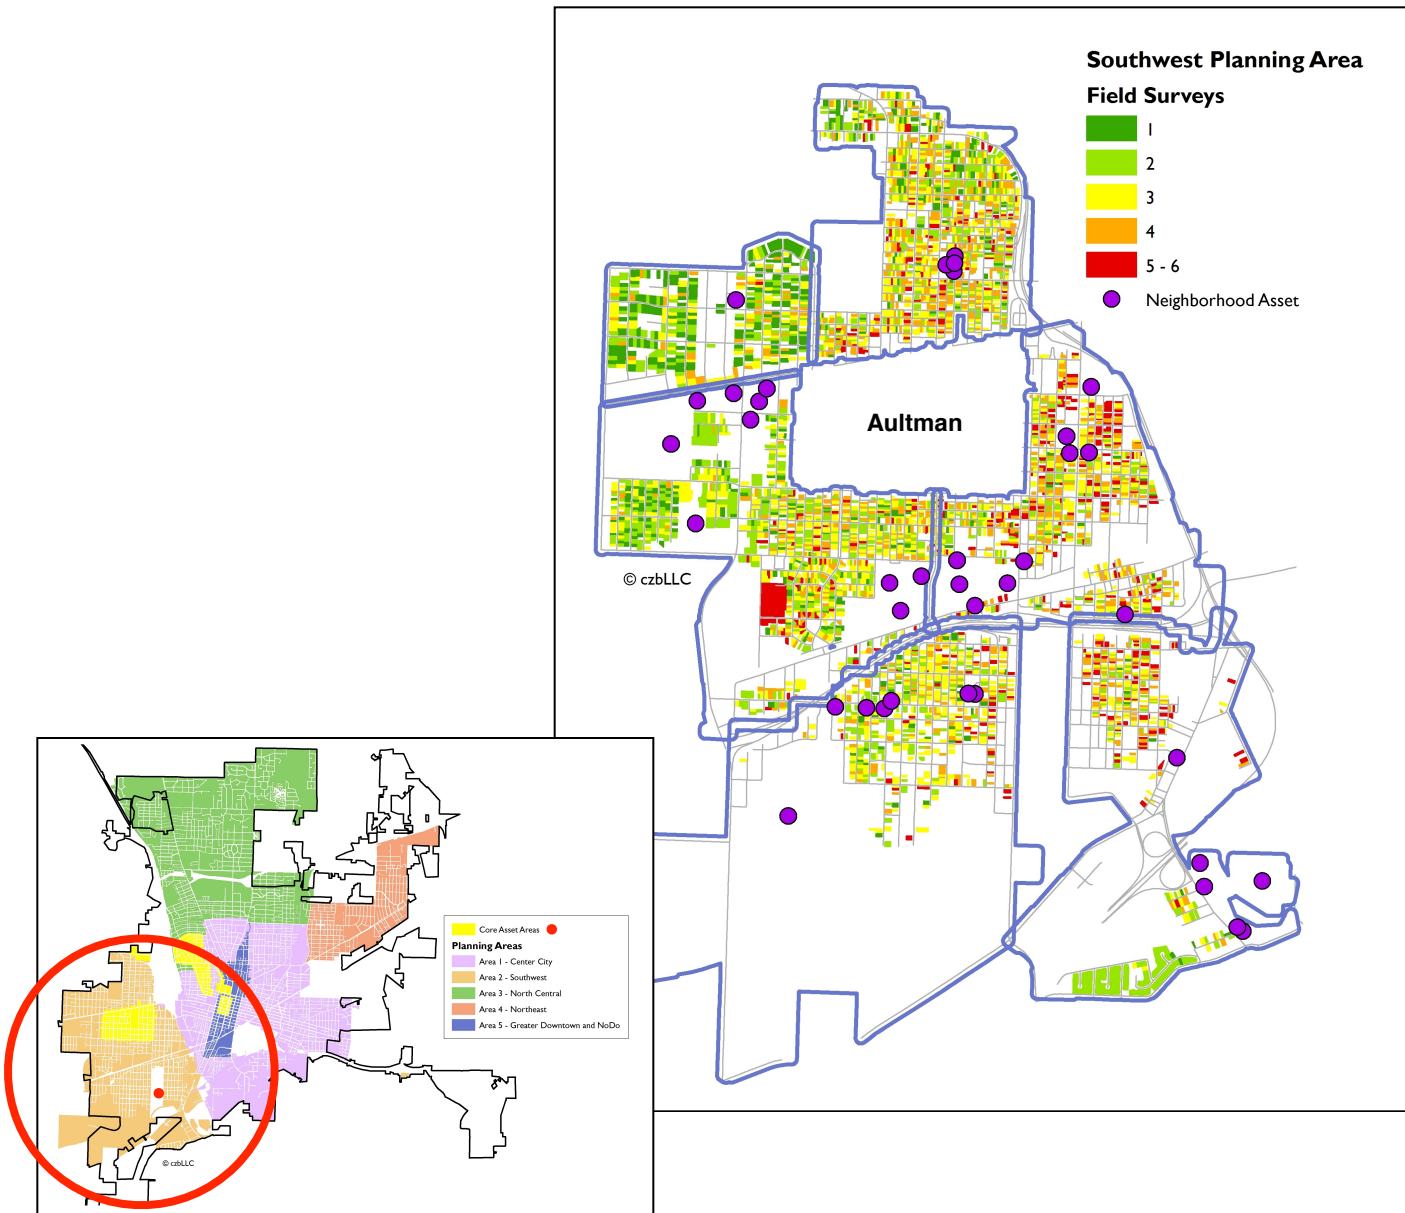 Southwest Planning Area
Field Surveys
1
2
3
4
5 - 6
Neighborhood Asset
Aultman
© czbLLC
Core Asset Areas
Planning Areas
Area 1 - Center City
Area 2 - Southwest
Area 3 - North Central
Area 4 - Northeast
Area 5 - Greater Downtown and NoDo
© czbLLC